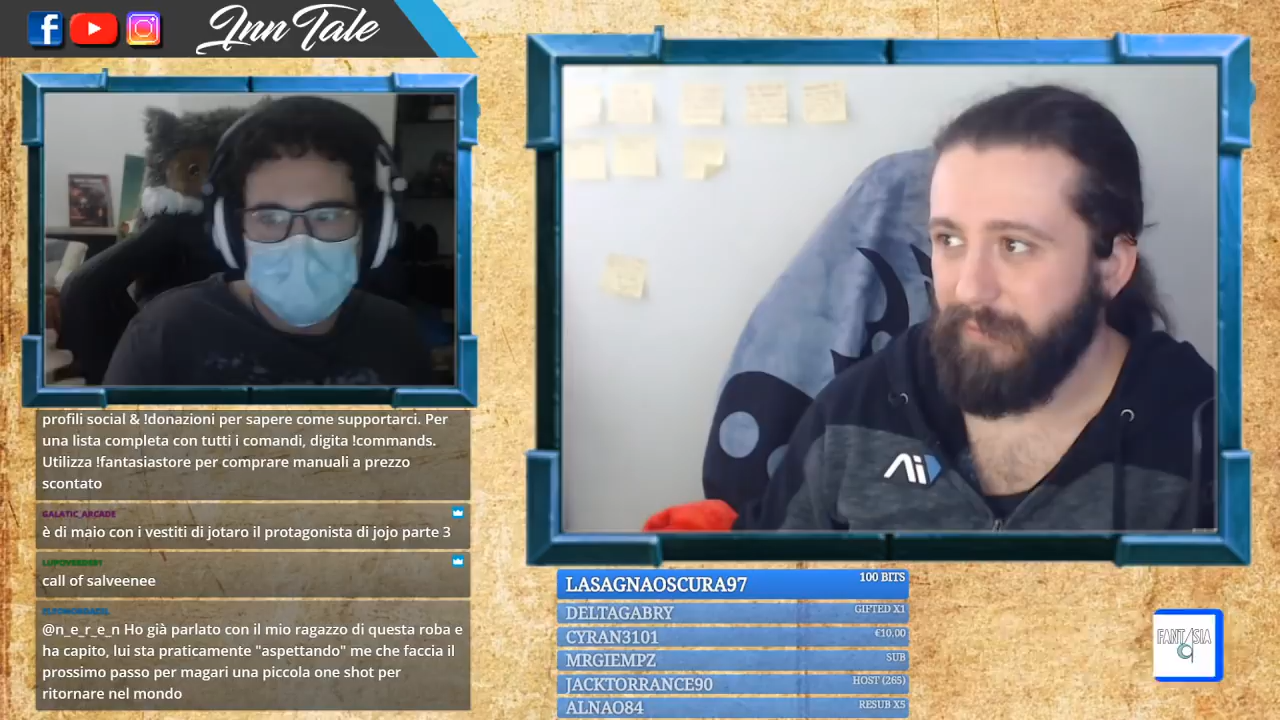 Inn Tale
profili social & !donazioni per sapere come supportarci. Per
una lista completa con tutti i comandi, digita !commands.
Utilizza !fantasiastore per comprare manuali a prezzo
scontato
GALATIC_ARCADE
è di maio con i vestiti di jotaro il protagonista di jojo parte 3
call of salveenee
@n_e_r_e_n Ho già parlato con il mio ragazzo di questa roba e
ha capito, lui sta praticamente "aspettando" me che faccia il
prossimo passo per magari una piccola one shot per
ritornare nel mondo
LASAGNAOSCURA97 100 BITS
DELTAGABRY GIFTED X1
CYRAN3101 €10.00
MRGIEMPZ SUB
JACKTORRANCE90 HOST (265)
ALNAO84 RESUB X5
FANTASIA